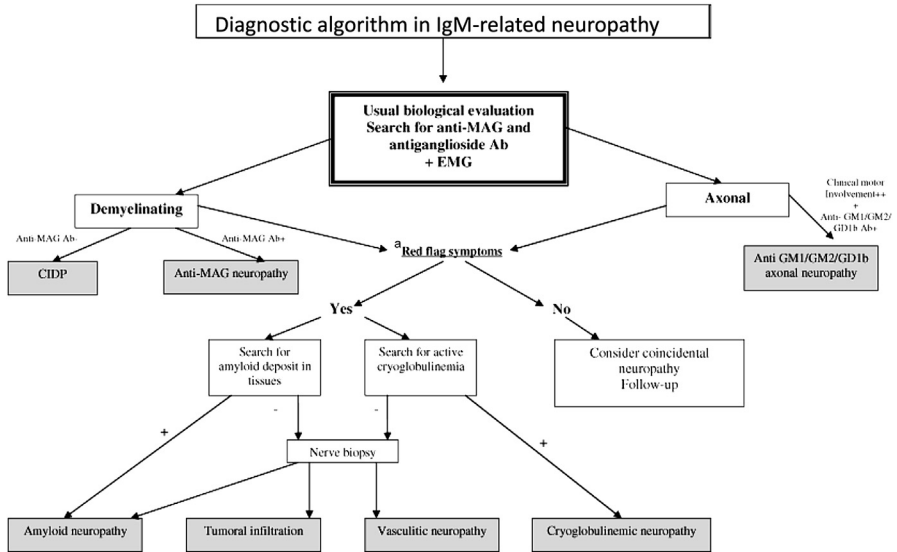 Diagnostic algorithm in IgM-related neuropathy
Usual biological evaluation
Search for anti-MAG and
antiganglioside Ab
+ EMG
Demyelinating
Axonal
Clinical motor
Involvement++
+
Anti- GM1/GM2/
GD1b Ab+
Anti-MAG Ab-
Anti-MAG Ab+
CIDP
Anti-MAG neuropathy
aRed flag symptoms
Anti GM1/GM2/GD1b
axonal neuropathy
Yes
No
Search for
amyloid deposit in
tissues
Search for active
cryoglobulinemia
Consider coincidental
neuropathy
Follow-up
+
-
-
+
Nerve biopsy
Amyloid neuropathy
Tumoral infiltration
Vasculitic neuropathy
Cryoglobulinemic neuropathy